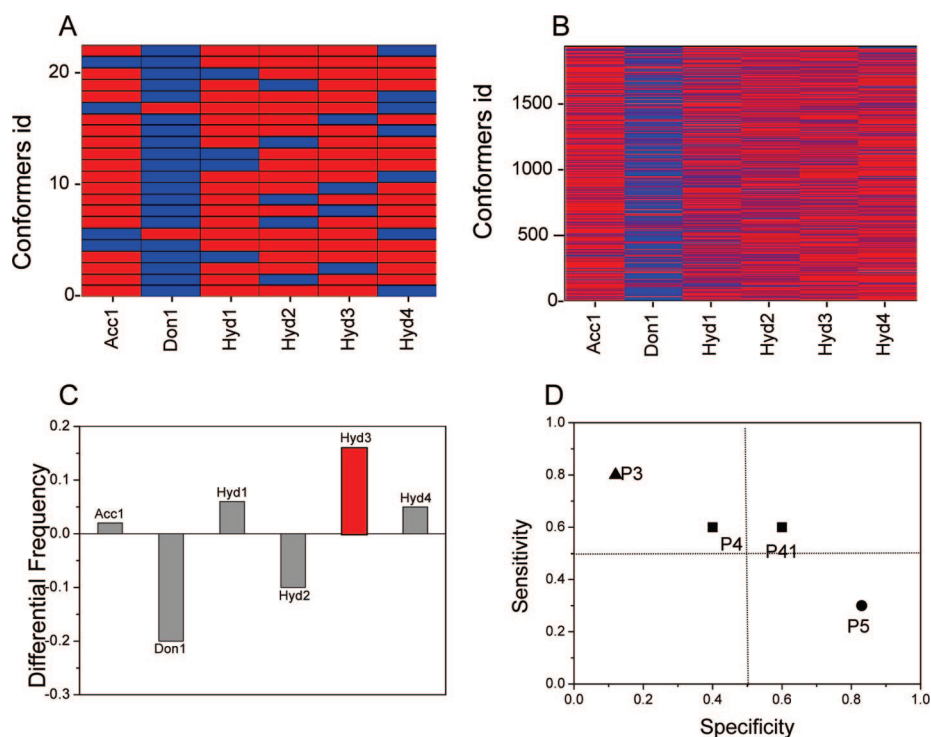 A
Conformers id
20
10
0
Acc1 Don1 Hyd1 Hyd2 Hyd3 Hyd4
B
Conformers id
1500
1000
500
0
Acc1 Don1 Hyd1 Hyd2 Hyd3 Hyd4
C
Differential Frequency
0.2
0.1
0.0
-0.1
-0.2
-0.3
Acc1
Don1
Hyd1
Hyd2
Hyd3
Hyd4
D
Sensitivity
1.0
0.8
0.6
0.4
0.2
0.0
P3
P4
P41
P5
0.0 0.2 0.4 0.6 0.8 1.0
Specificity